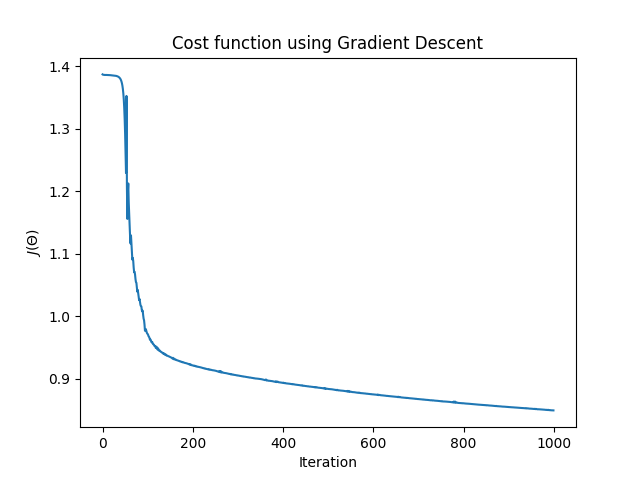 Cost function using Gradient Descent
J(Θ)
1.4
1.3
1.2
1.1
1.0
0.9
0 200 400 600 800 1000
Iteration